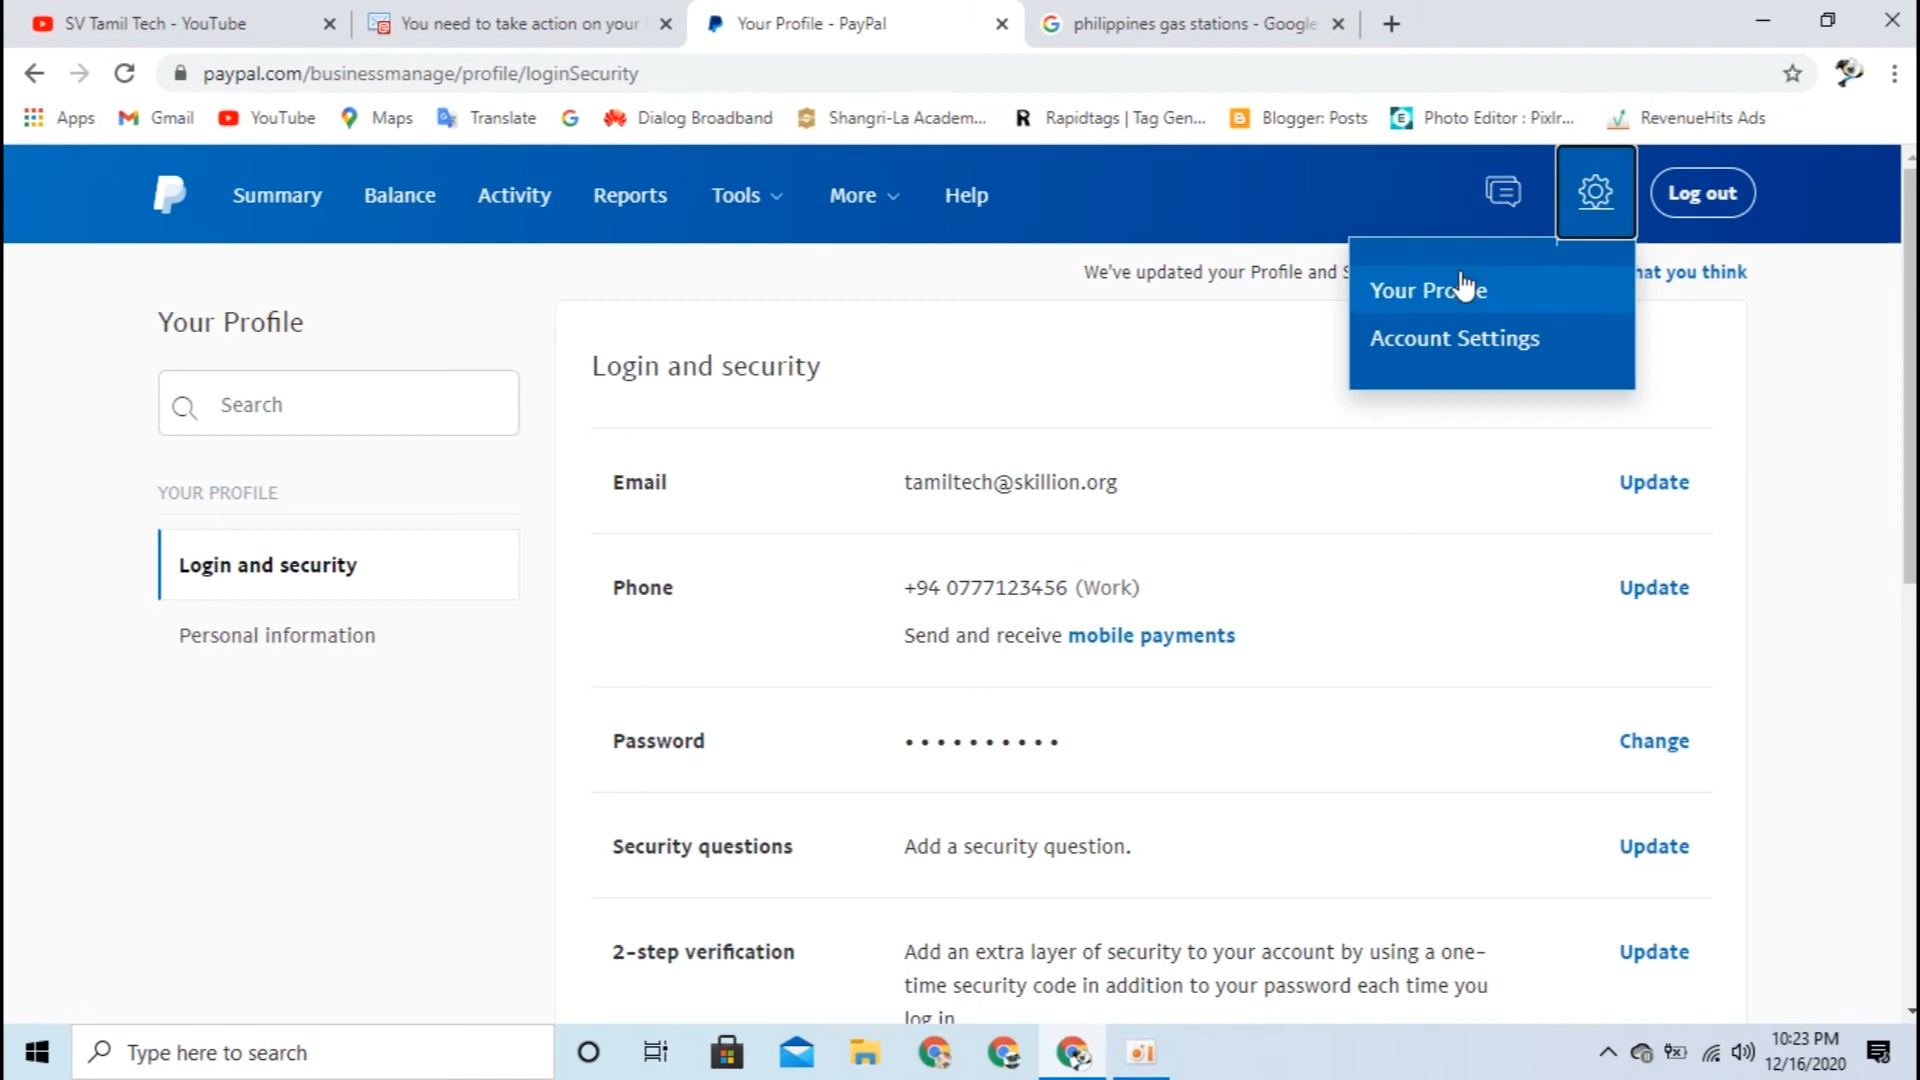 SV Tamil Tech - YouTube
You need to take action on your
Your Profile - PayPal
philippines gas stations - Google
paypal.com/businessmanage/profile/loginSecurity
Apps Gmail YouTube Maps Translate Dialog Broadband Shangri-La Academ... Rapidtags | Tag Gen... Blogger: Posts Photo Editor : Pixlr... RevenueHits Ads
Summary Balance Activity Reports Tools More Help Log out
We've updated your Profile and S
hat you think
Your Profile
Account Settings
Your Profile
Search
YOUR PROFILE
Login and security
Personal information
Login and security
Email tamiltech@skillion.org Update
Phone +94 0777123456 (Work) Update
Send and receive mobile payments
Password •••••••••• Change
Security questions Add a security question. Update
2-step verification Add an extra layer of security to your account by using a one- Update
time security code in addition to your password each time you
log in
Type here to search
10:23 PM
12/16/2020